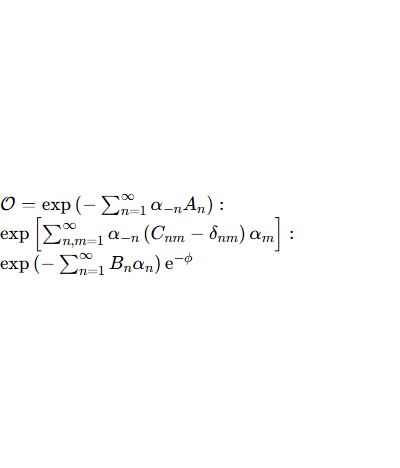 𝒪 = exp (− ∑_{n=1}^{∞} α_{−n} A_n) :
exp [∑_{n,m=1}^{∞} α_{−n} (C_{nm} − δ_{nm}) α_m] :
exp (− ∑_{n=1}^{∞} B_n α_n) e^{−ϕ}